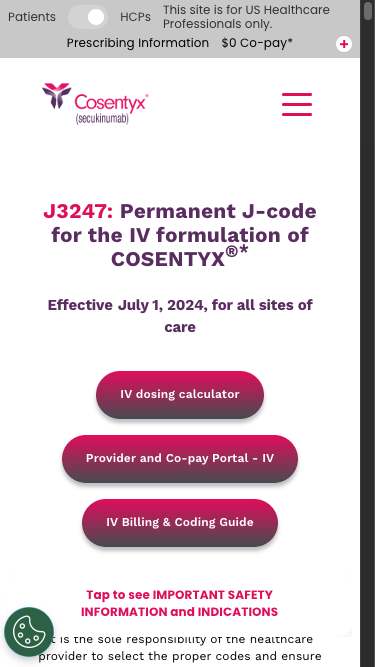 Patients HCPs This site is for US Healthcare
Professionals only.
Prescribing Information $0 Co-pay*
Cosentyx®
(secukinumab)
J3247: Permanent J-code
for the IV formulation of
COSENTYX®*
Effective July 1, 2024, for all sites of
care
IV dosing calculator
Provider and Co-pay Portal - IV
IV Billing & Coding Guide
Tap to see IMPORTANT SAFETY
INFORMATION and INDICATIONS
is the sole responsibility of the healthcare
provider to select the proper codes and ensure